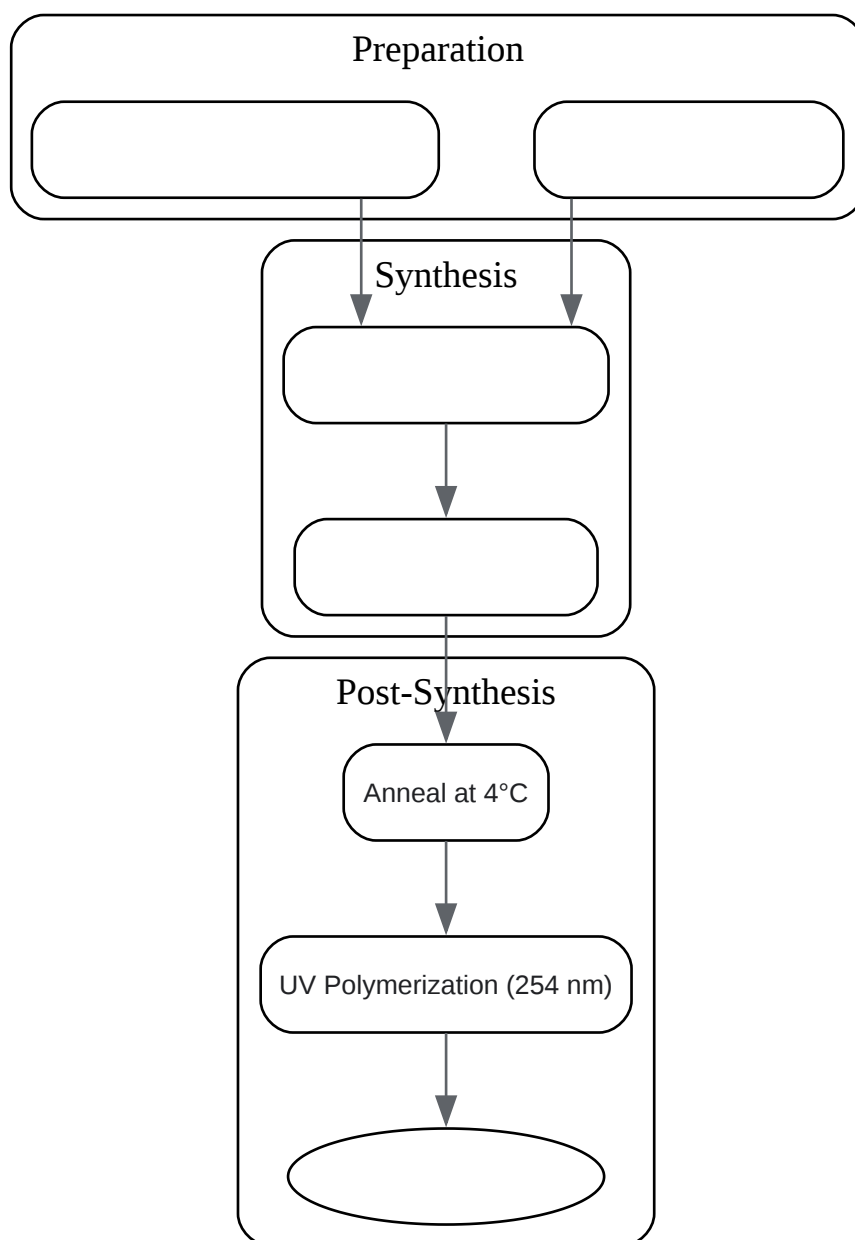 Preparation
Synthesis
Post-Synthesis
Anneal at 4°C
UV Polymerization (254 nm)